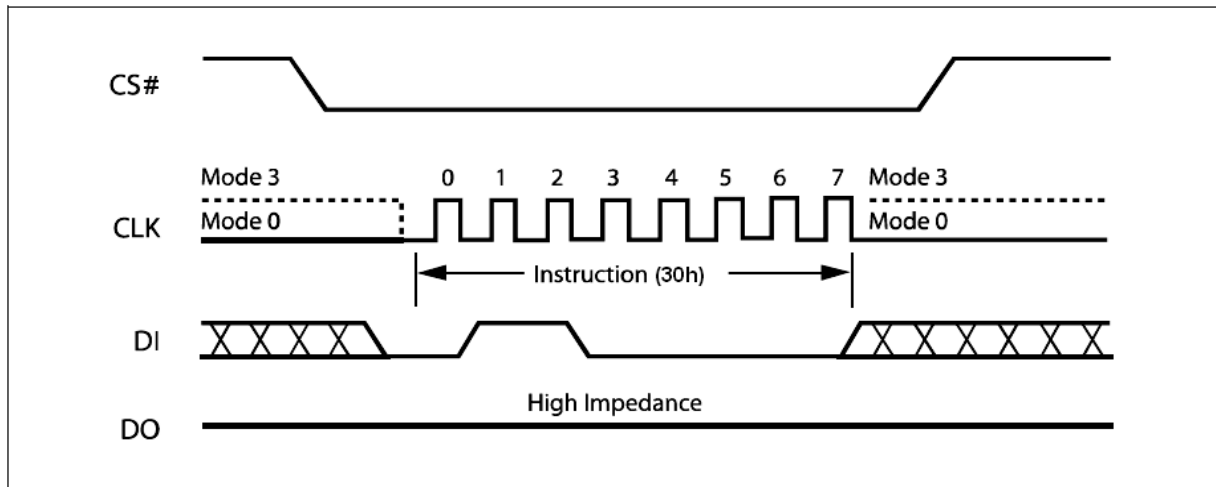 CS#
Mode 3 0 1 2 3 4 5 6 7 Mode 3
Mode 0 Mode 0
CLK
Instruction (30h)
DI
High Impedance
DO